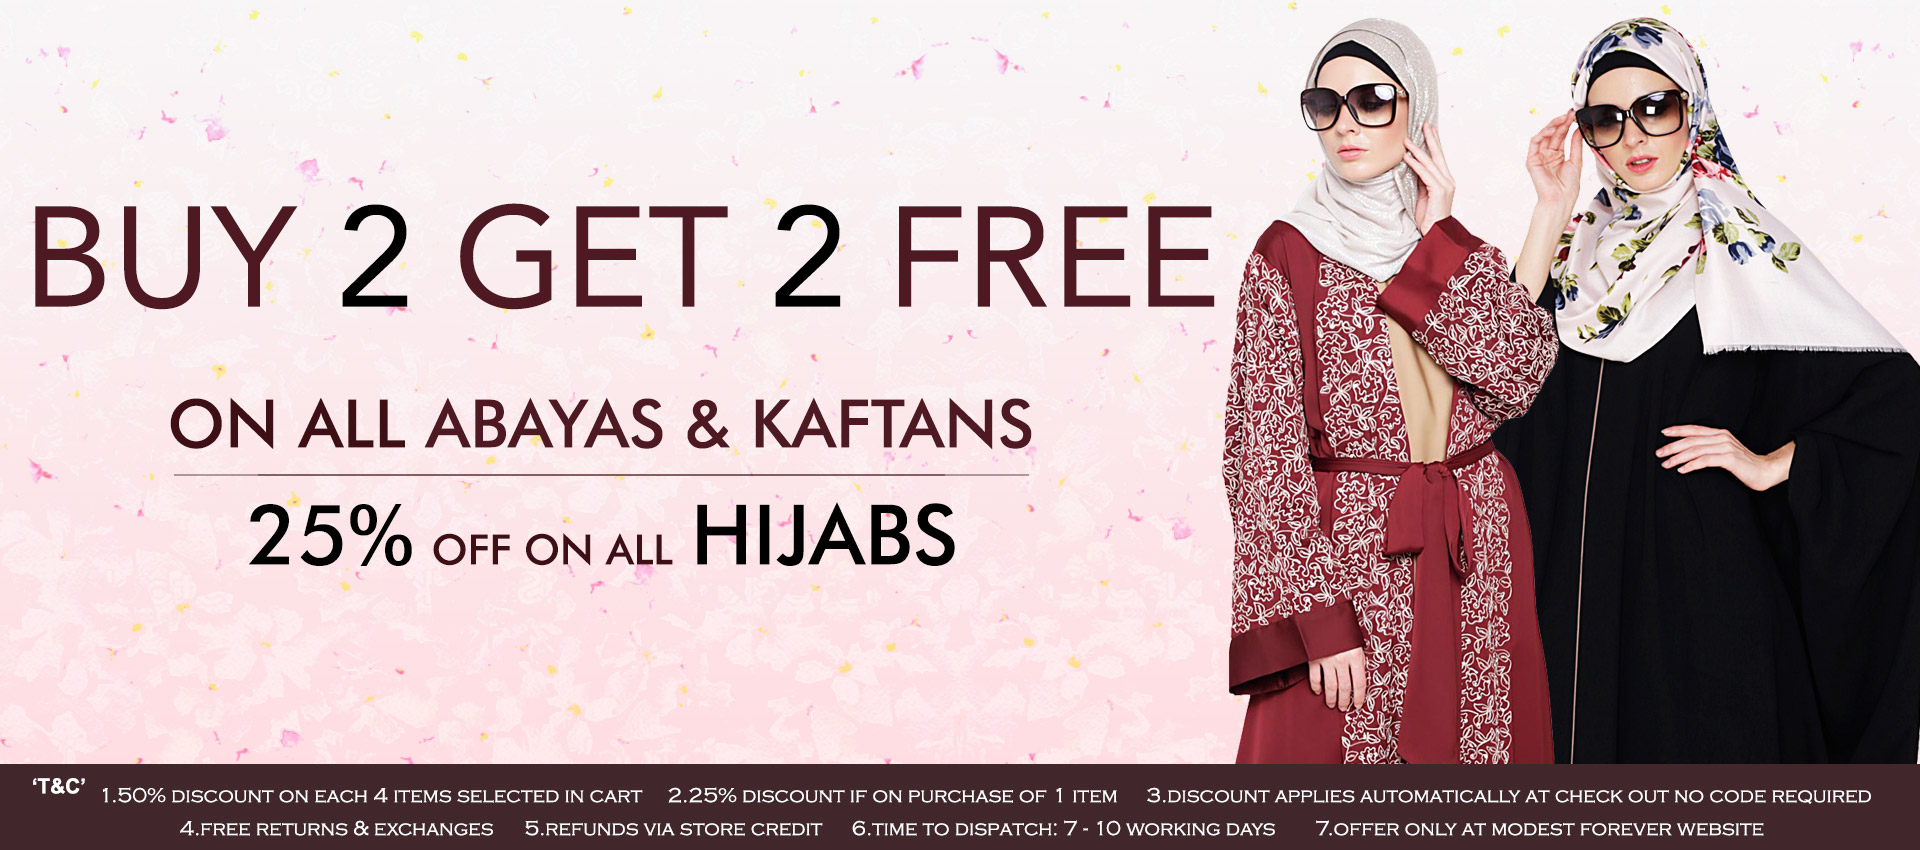 BUY 2 GET 2 FREE
ON ALL ABAYAS & KAFTANS
25% OFF ON ALL HIJABS
‘T&C’ 1.50% DISCOUNT ON EACH 4 ITEMS SELECTED IN CART 2.25% DISCOUNT IF ON PURCHASE OF 1 ITEM 3.DISCOUNT APPLIES AUTOMATICALLY AT CHECK OUT NO CODE REQUIRED
4.FREE RETURNS & EXCHANGES 5.REFUNDS VIA STORE CREDIT 6.TIME TO DISPATCH: 7 - 10 WORKING DAYS 7.OFFER ONLY AT MODEST FOREVER WEBSITE